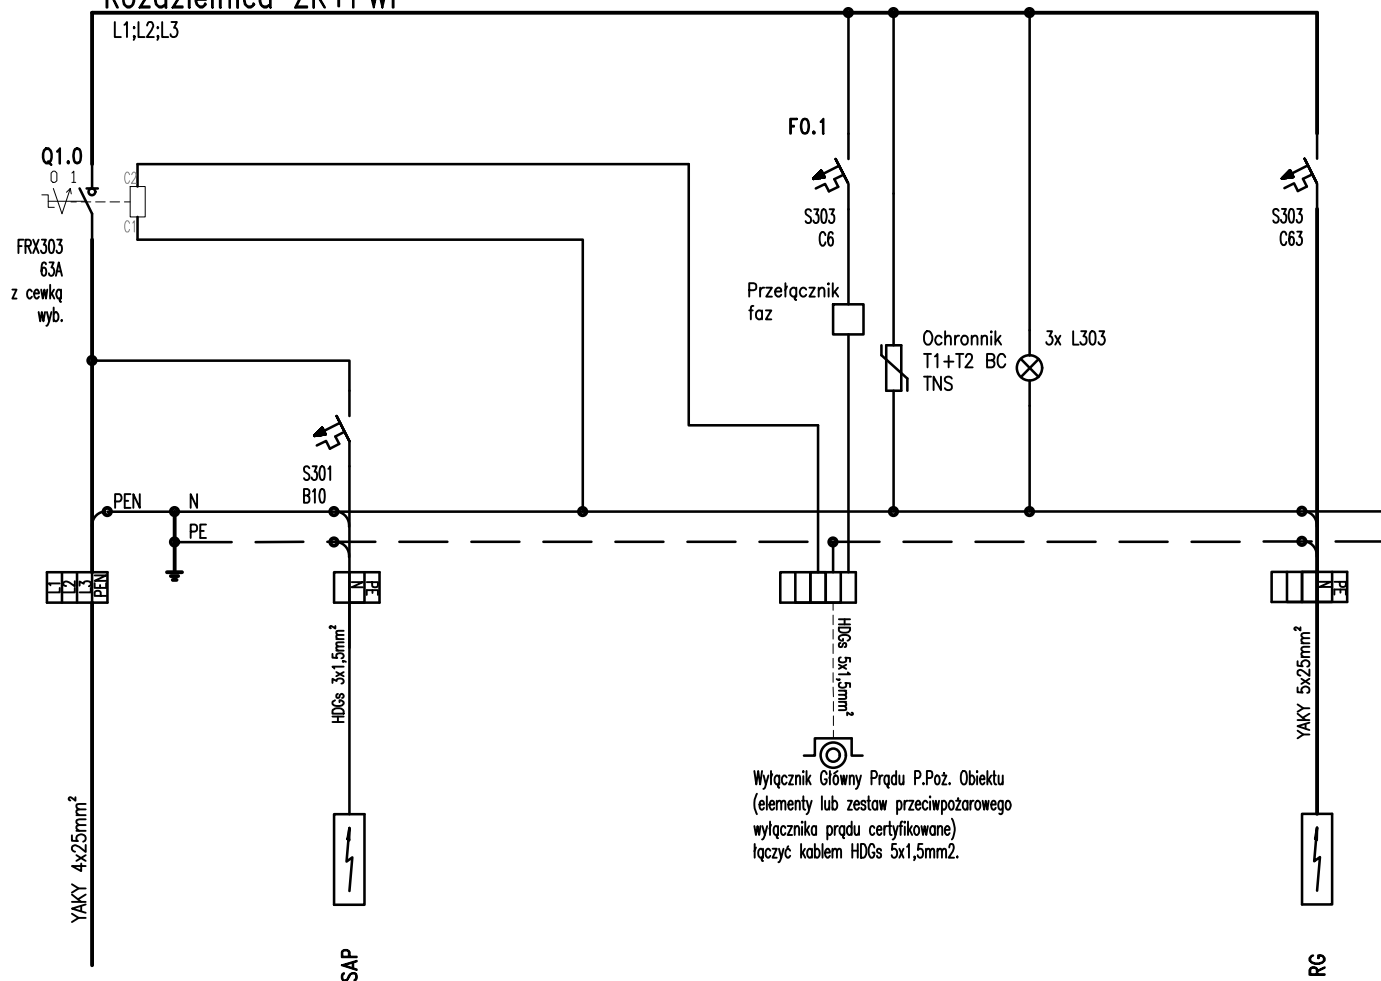 L1;L2;L3
Q1.0
0 1
C2
C1
FRX303
63A
z cewką
wyb.
F0.1
S303
C6
Przełącznik
faz
Ochronnik
T1+T2 BC
TNS
3x L303
S303
C63
S301
B10
PEN
N
PE
L1
L2
L3
PEN
N
PE
N
PE
HDGs 3x1,5mm²
HDGs 5x1,5mm²
YAKY 5x25mm²
YAKY 4x25mm²
Wyłącznik Główny Prądu P.Poż. Obiektu
(elementy lub zestaw przeciwpożarowego
wyłącznika prądu certyfikowane)
łączyć kablem HDGs 5x1,5mm2.
SAP
RG